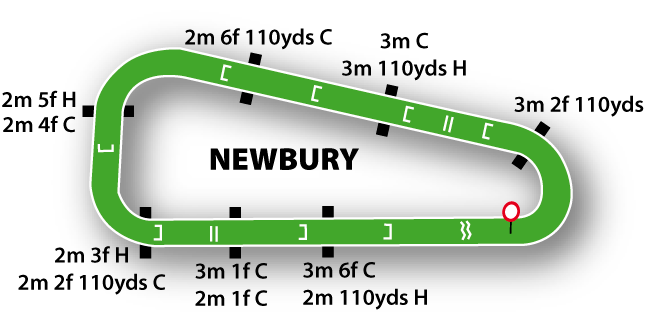 2m 6f 110yds C
3m C
3m 110yds H
2m 5f H
2m 4f C
3m 2f 110yds
NEWBURY
2m 3f H
2m 2f 110yds C
3m 1f C
2m 1f C
3m 6f C
2m 110yds H